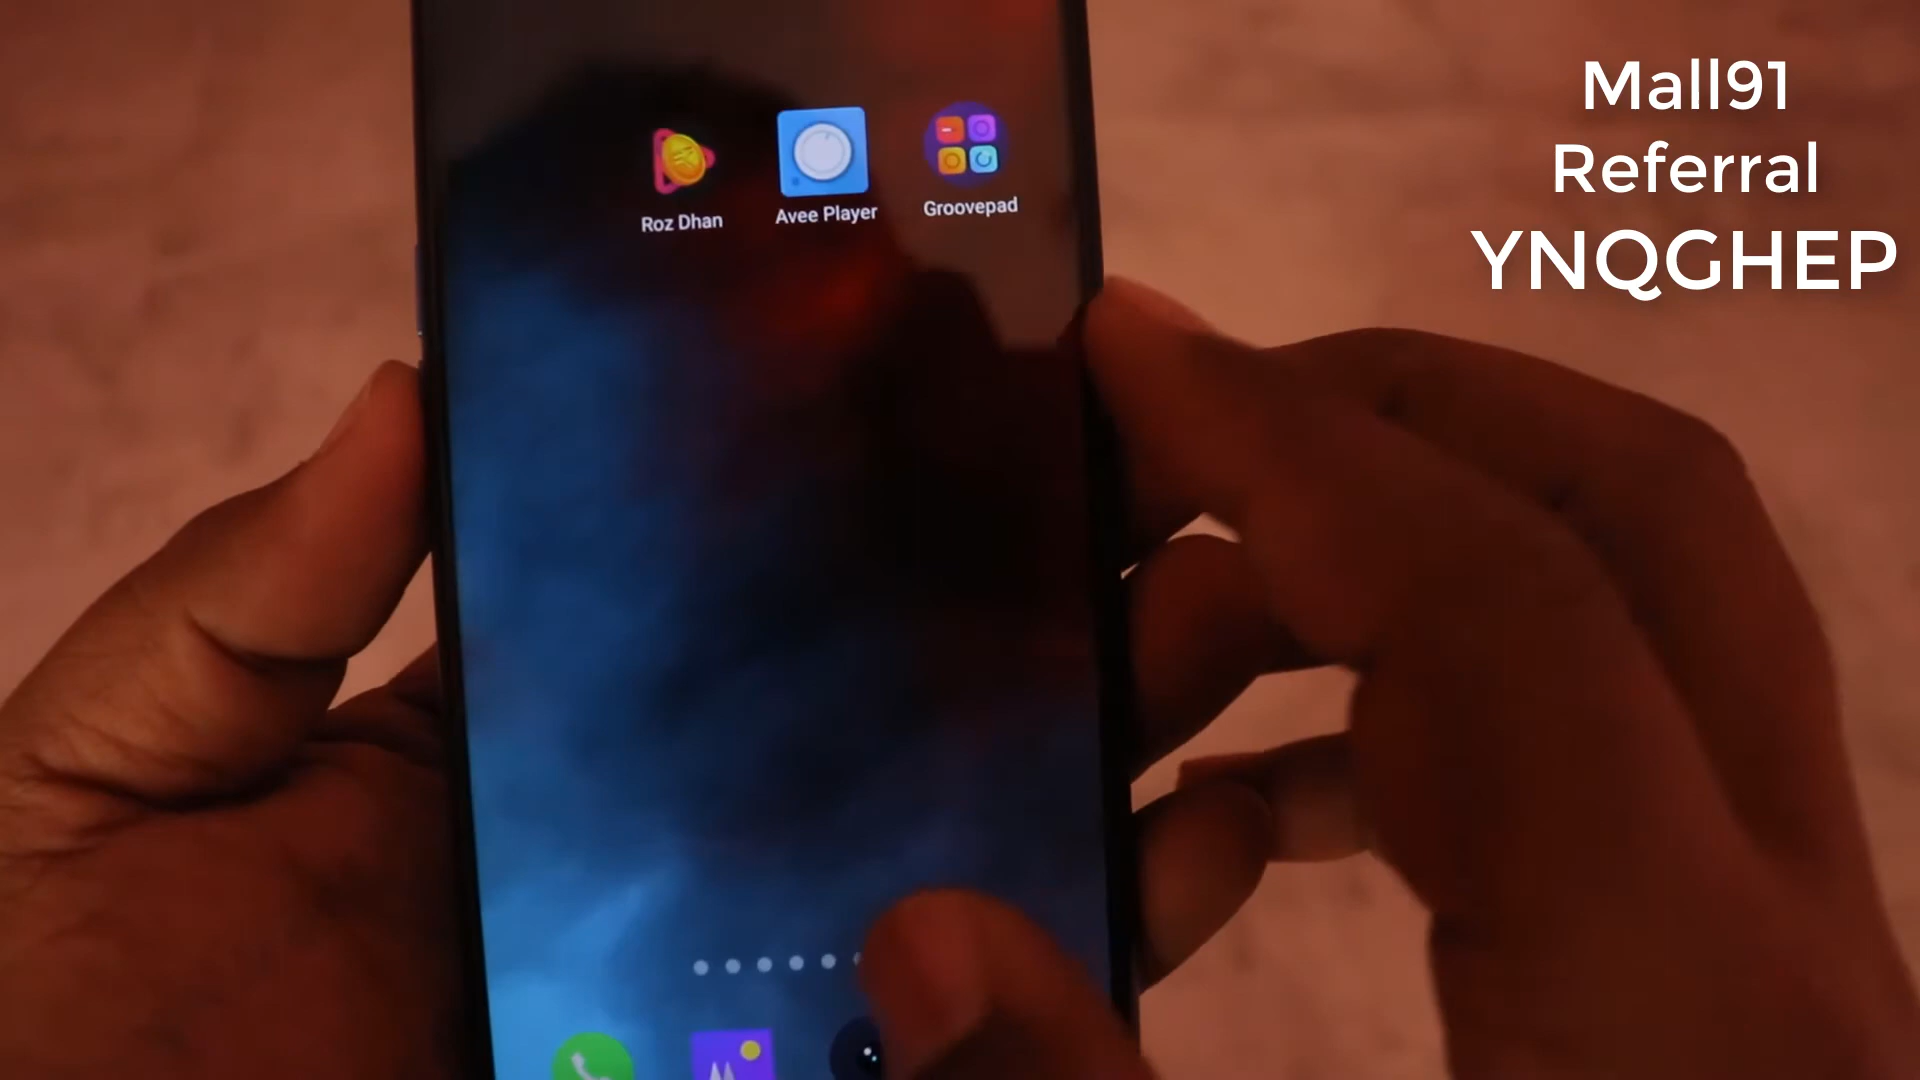 Mall91
Referral
YNQGHEP
Roz Dhan
Avee Player
Groovepad